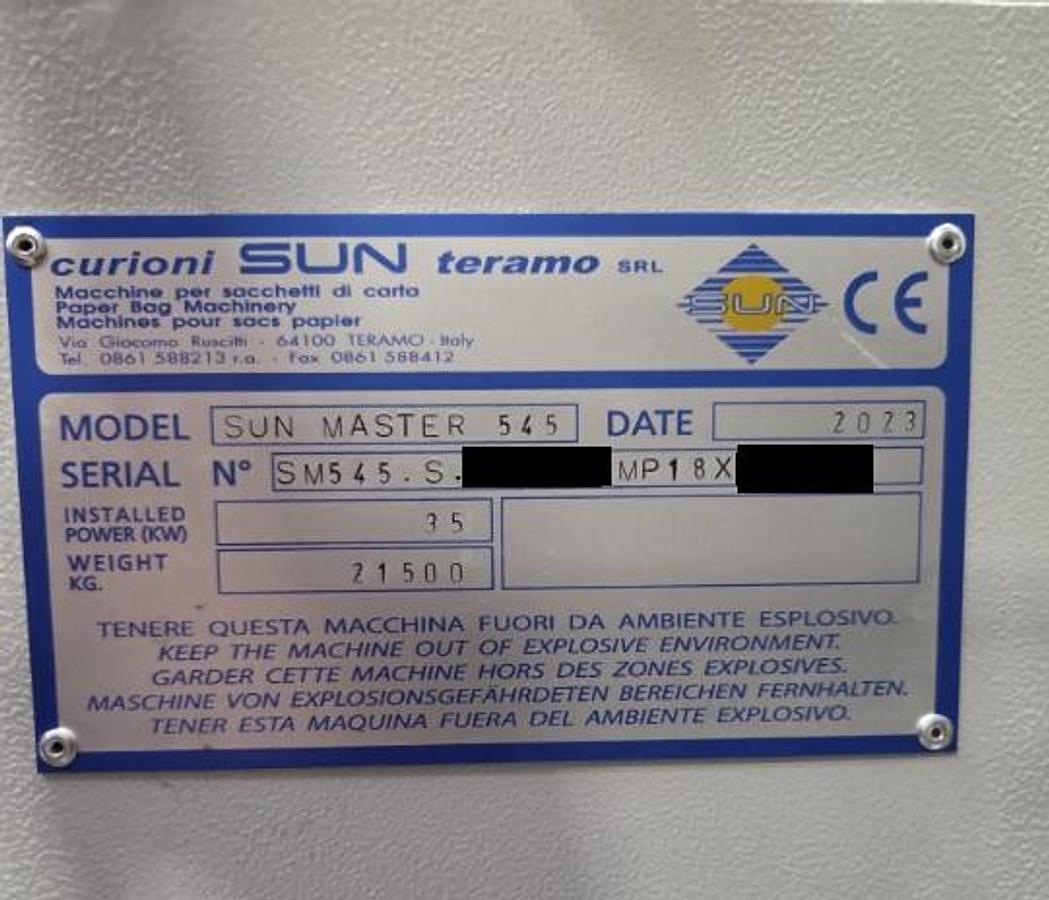 curioni SUN teramo SRL
Macchine per sacchetti di carta
Paper Bag Machinery
Machines pour sacs papier
Via Giacomo Ruscitti - 64100 TERAMO - Italy
Tel. 0861 588213 r.a. - Fax 0861 588412
SUN
CE
MODEL SUN MASTER 545 DATE 2023
SERIAL N° SM545.S. MP18X
INSTALLED
POWER (KW) 35
WEIGHT
KG. 21500
TENERE QUESTA MACCHINA FUORI DA AMBIENTE ESPLOSIVO.
KEEP THE MACHINE OUT OF EXPLOSIVE ENVIRONMENT.
GARDER CETTE MACHINE HORS DES ZONES EXPLOSIVES.
MASCHINE VON EXPLOSIONSGEFÄHRDETEN BEREICHEN FERNHALTEN.
TENER ESTA MAQUINA FUERA DEL AMBIENTE EXPLOSIVO.